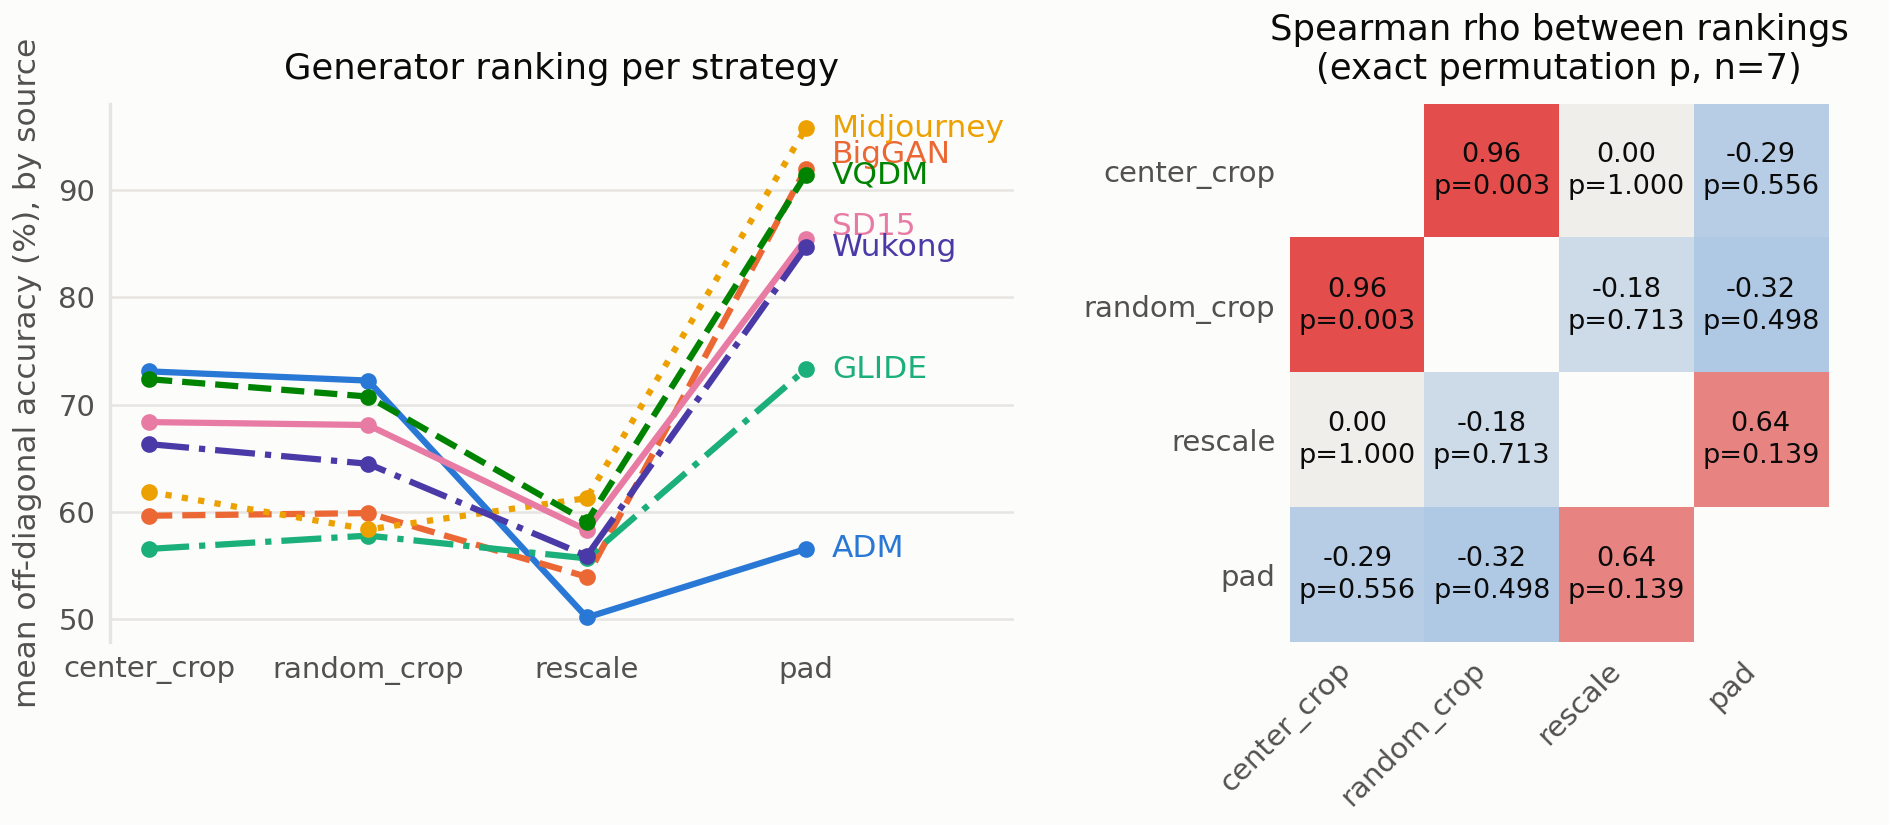 Generator ranking per strategy
mean off-diagonal accuracy (%), by source
90
80
70
60
50
center_crop
random_crop
rescale
pad
Midjourney
BigGAN
VQDM
SD15
Wukong
GLIDE
ADM
Spearman rho between rankings
(exact permutation p, n=7)
center_crop
0.96
p=0.003
0.00
p=1.000
-0.29
p=0.556
random_crop
0.96
p=0.003
-0.18
p=0.713
-0.32
p=0.498
rescale
0.00
p=1.000
-0.18
p=0.713
0.64
p=0.139
pad
-0.29
p=0.556
-0.32
p=0.498
0.64
p=0.139
center_crop
random_crop
rescale
pad